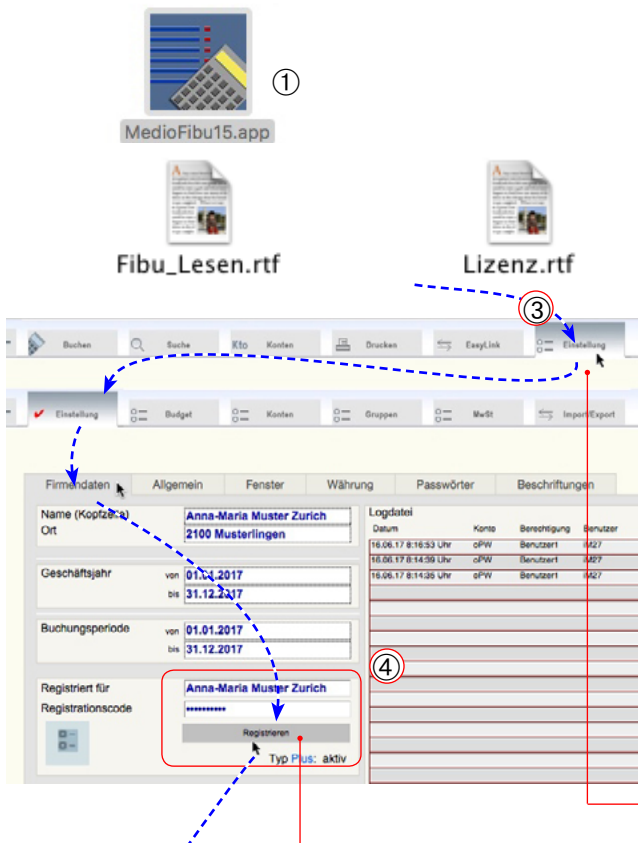 ①
MedioFibu15.app
Fibu_Lesen.rtf Lizenz.rtf
③
Buchen Suche Kto Konten Drucken EasyLink Einstellung
Einstellung Budget Konten Gruppen MwSt Import/Export
Firmendaten Allgemein Fenster Währung Passwörter Beschriftungen
Name (Kopfzeile) Anna-Maria Muster Zurich
Ort 2100 Musterlingen
Geschäftsjahr von 01.01.2017
bis 31.12.2017
Buchungsperiode von 01.01.2017
bis 31.12.2017
Registriert für Anna-Maria Muster Zurich
Registrationscode ••••••••••
Registrieren
Typ Plus: aktiv
Logdatei
Datum Konto Berechtigung Benutzer
16.06.17 8:16:53 Uhr oPW Benutzer1 iM27
16.06.17 8:14:39 Uhr oPW Benutzer1 iM27
16.06.17 8:14:35 Uhr oPW Benutzer1 iM27
④